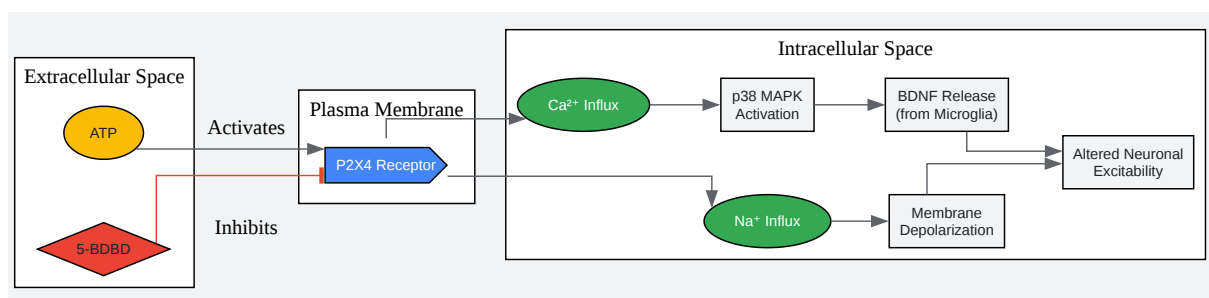 Extracellular Space
ATP
5-BDBD
Activates
Inhibits
Plasma Membrane
P2X4 Receptor
Intracellular Space
Ca²⁺ Influx
p38 MAPK
Activation
BDNF Release
(from Microglia)
Na⁺ Influx
Membrane
Depolarization
Altered Neuronal
Excitability